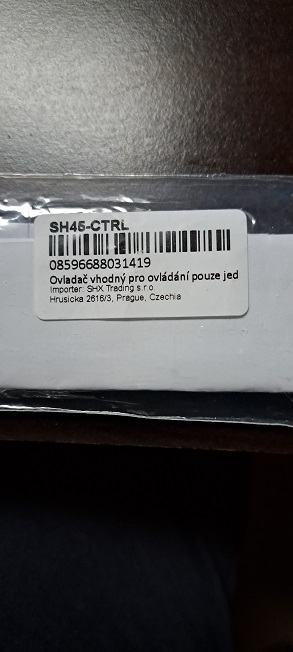 SH45-CTRL
08596688031419
Ovladač vhodný pro ovládání pouze jed
Importer: SHX Trading s.r.o.
Hrusicka 2616/3, Prague, Czechia